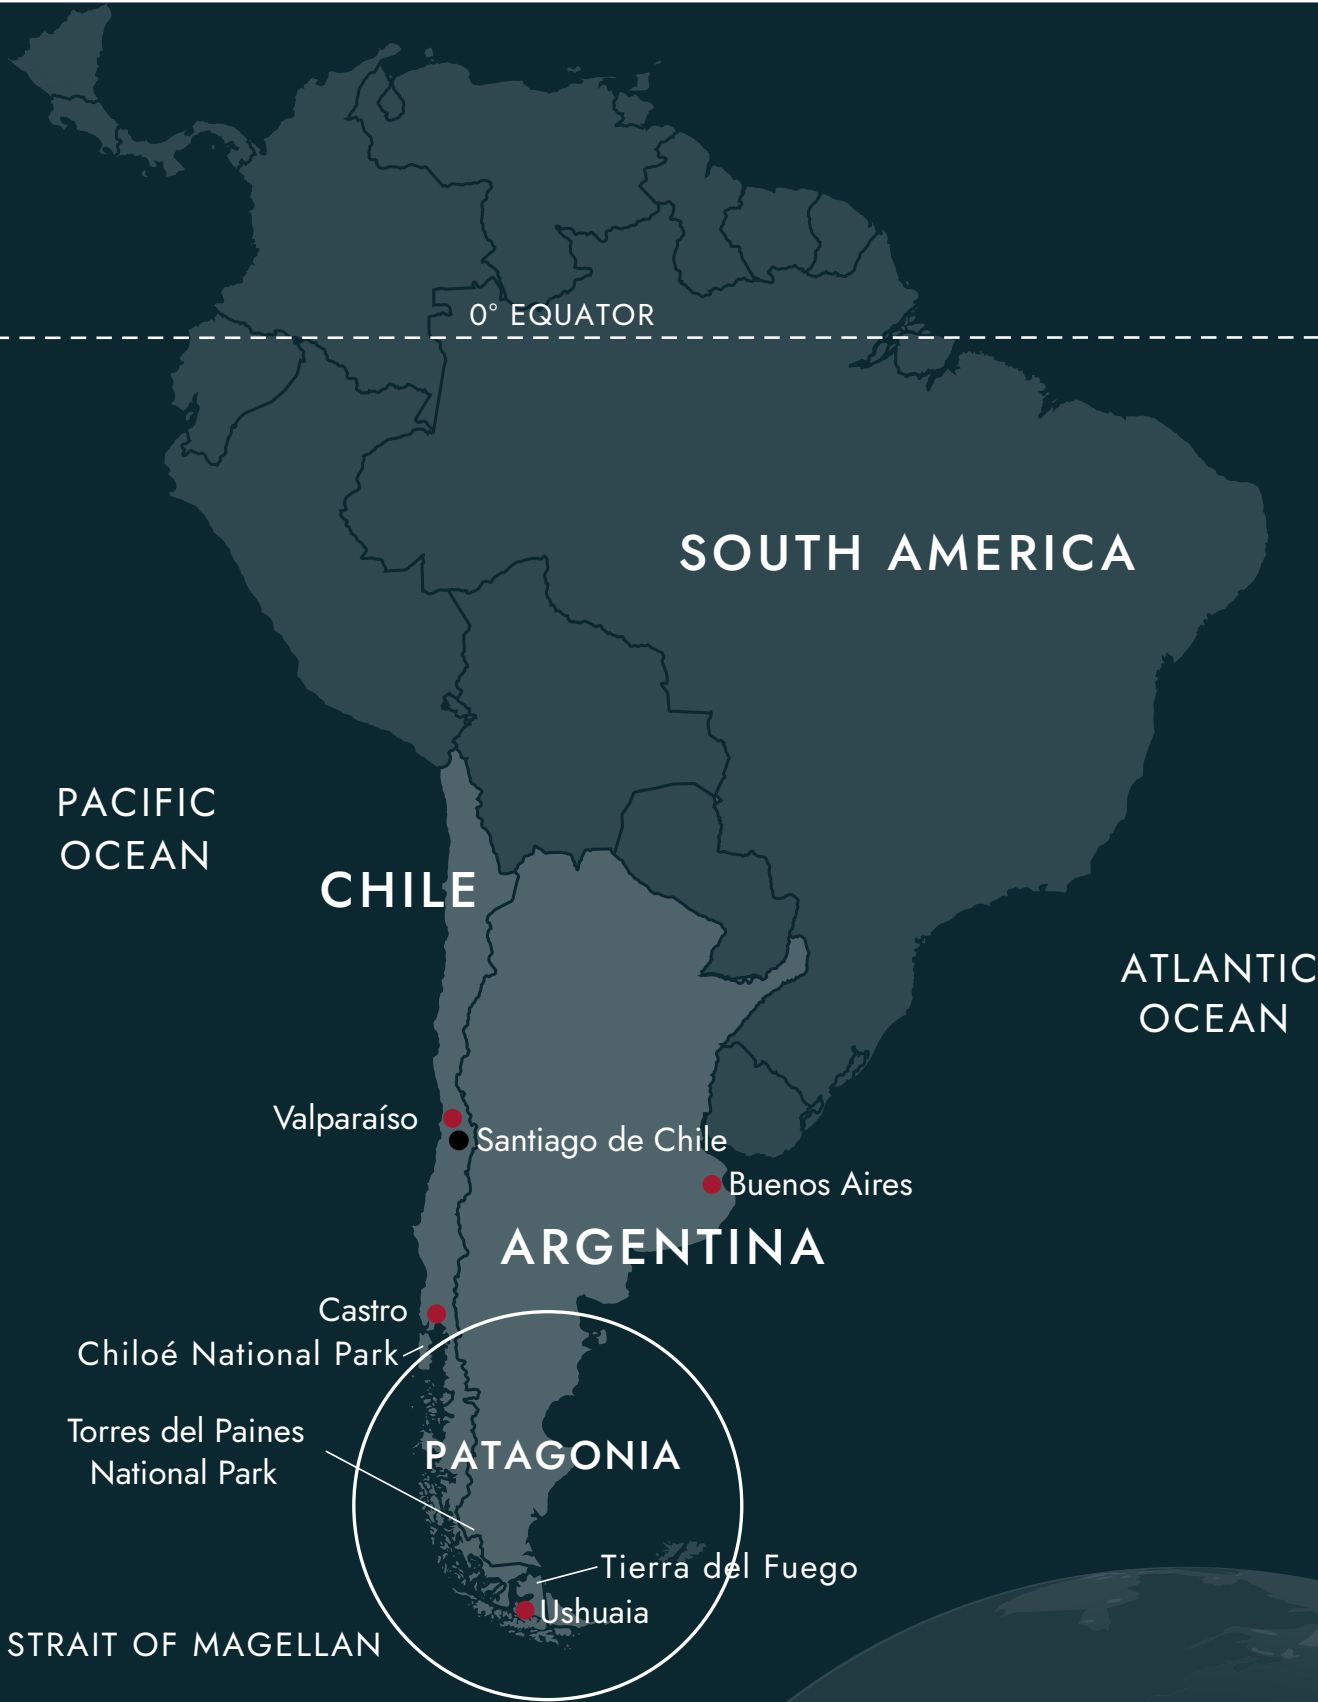 0° EQUATOR
SOUTH AMERICA
PACIFIC
OCEAN
CHILE
ATLANTIC
OCEAN
Valparaíso
Santiago de Chile
Buenos Aires
ARGENTINA
Castro
Chiloé National Park
Torres del Paines
National Park
PATAGONIA
Tierra del Fuego
Ushuaia
STRAIT OF MAGELLAN